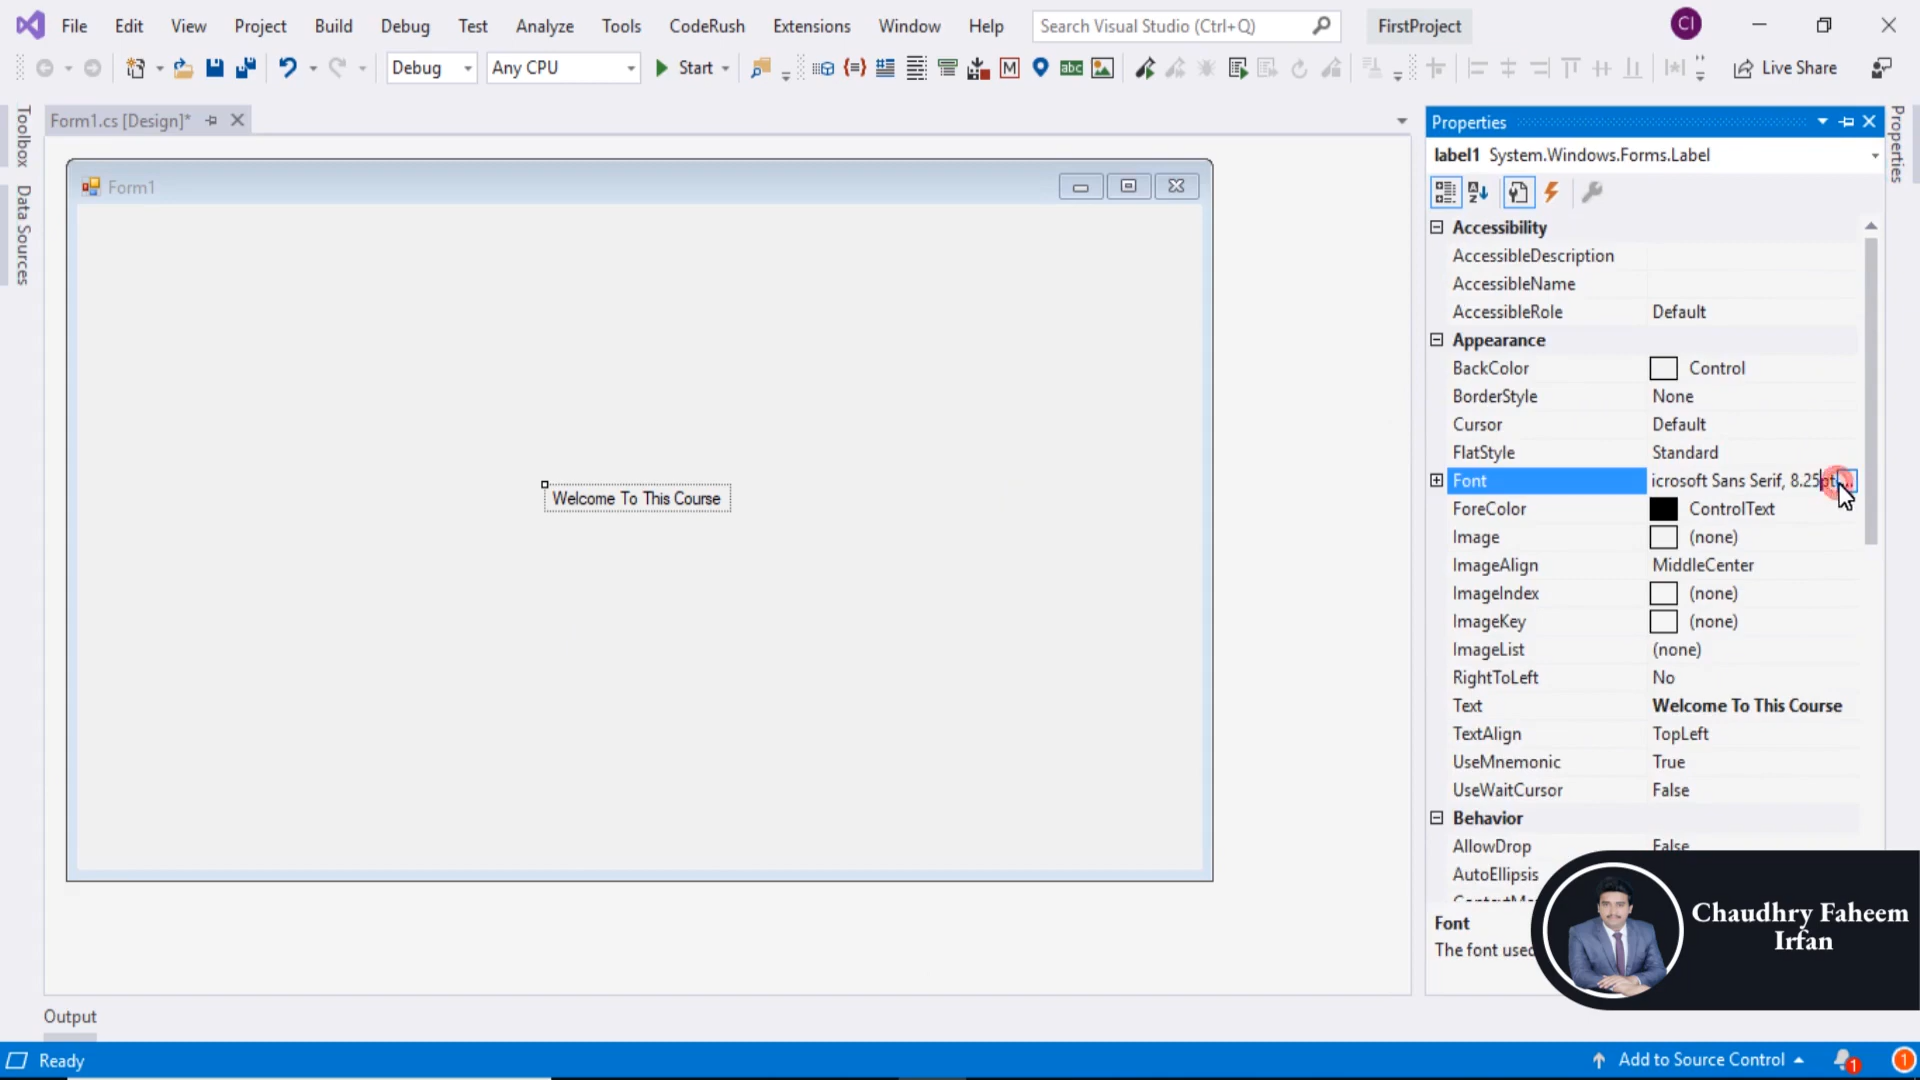 File Edit View Project Build Debug Test Analyze Tools CodeRush Extensions Window Help Search Visual Studio (Ctrl+Q) FirstProject CI
Debug Any CPU Start abc Live Share
Toolbox
Data Sources
Form1.cs [Design]*
Form1
Welcome To This Course
Properties
Properties
label1 System.Windows.Forms.Label
Accessibility
AccessibleDescription
AccessibleName
AccessibleRole Default
Appearance
BackColor Control
BorderStyle None
Cursor Default
FlatStyle Standard
Font icrosoft Sans Serif, 8.25pt
ForeColor ControlText
Image (none)
ImageAlign MiddleCenter
ImageIndex (none)
ImageKey (none)
ImageList (none)
RightToLeft No
Text Welcome To This Course
TextAlign TopLeft
UseMnemonic True
UseWaitCursor False
Behavior
AllowDrop False
AutoEllipsis
Font
The font used
Chaudhry Faheem
Irfan
Output
Ready
Add to Source Control 1 1